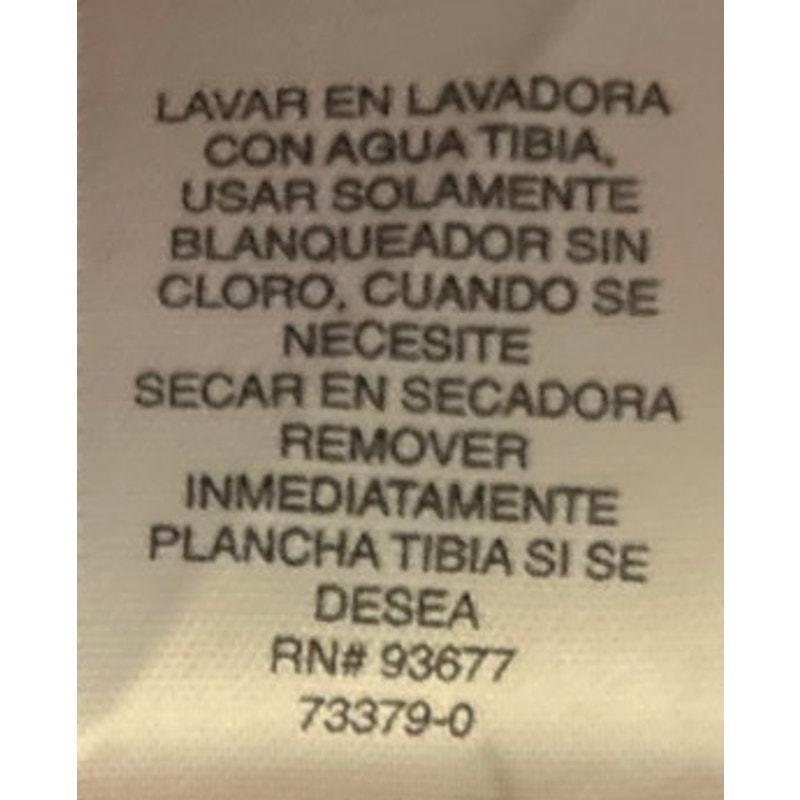 LAVAR EN LAVADORA
CON AGUA TIBIA,
USAR SOLAMENTE
BLANQUEADOR SIN
CLORO, CUANDO SE
NECESITE
SECAR EN SECADORA
REMOVER
INMEDIATAMENTE
PLANCHA TIBIA SI SE
DESEA
RN# 93677
73379-0